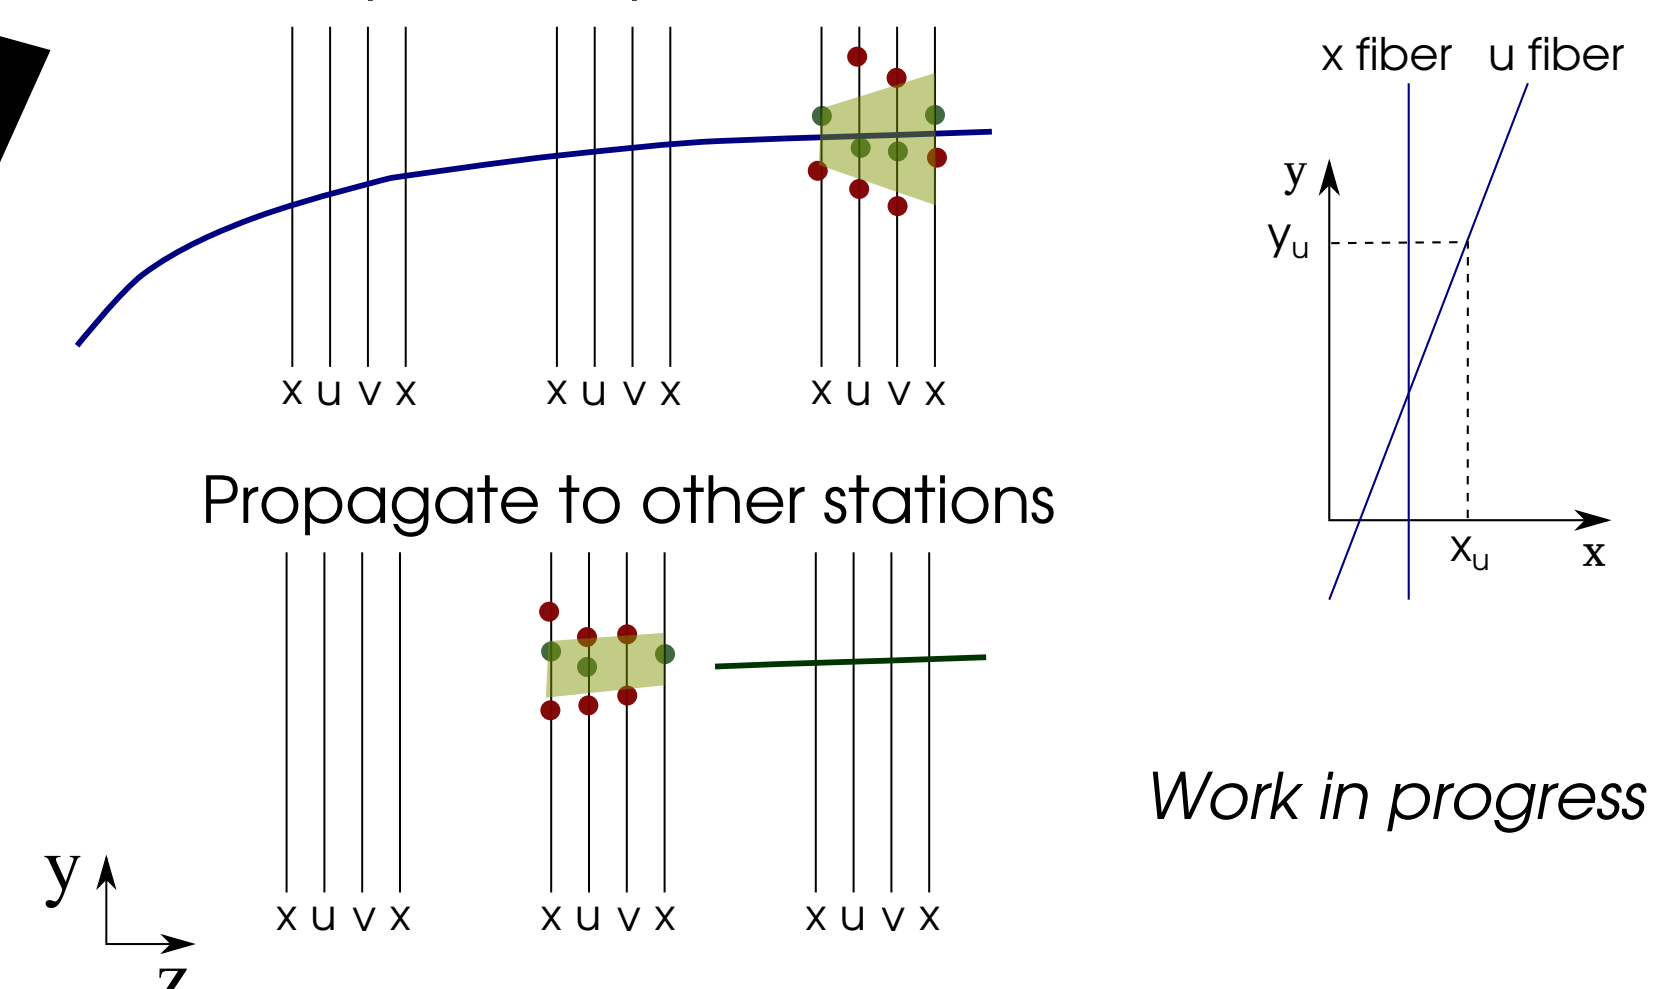 x fiber u fiber
y
yu
x u v x x u v x x u v x
xu
x
Propagate to other stations
Work in progress
y
x u v x x u v x x u v x
z